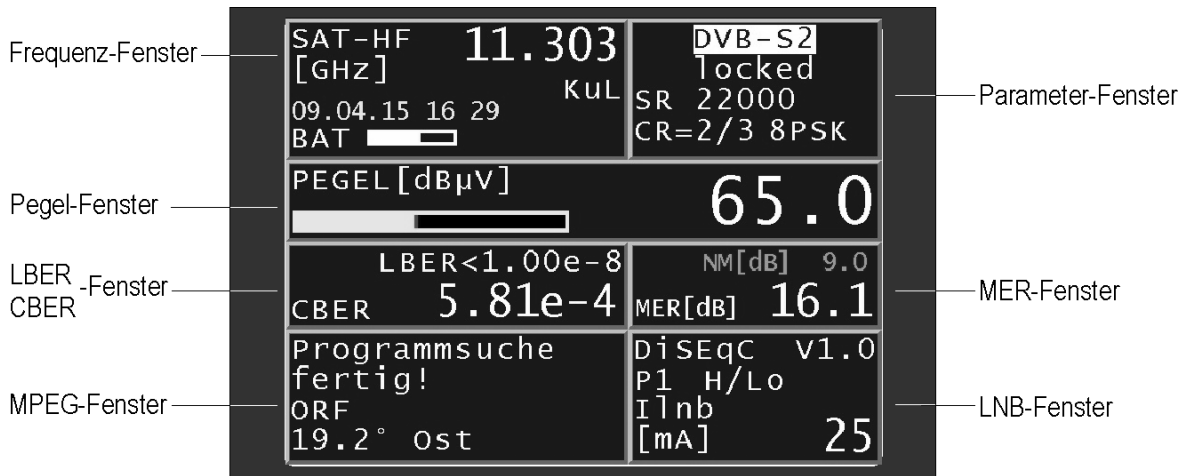 Frequenz-Fenster
SAT-HF 11.303
[GHz]
KuL
09.04.15 16 29
BAT
DVB-S2
locked
SR 22000
CR=2/3 8PSK
Parameter-Fenster
Pegel-Fenster
PEGEL[dBµV]
65.0
LBER
CBER
-Fenster
LBER<1.00e-8
CBER 5.81e-4
NM[dB] 9.0
MER[dB] 16.1
MER-Fenster
MPEG-Fenster
Programmsuche
fertig!
ORF
19.2° Ost
DiSEqC V1.0
P1 H/Lo
Ilnb
[mA] 25
LNB-Fenster